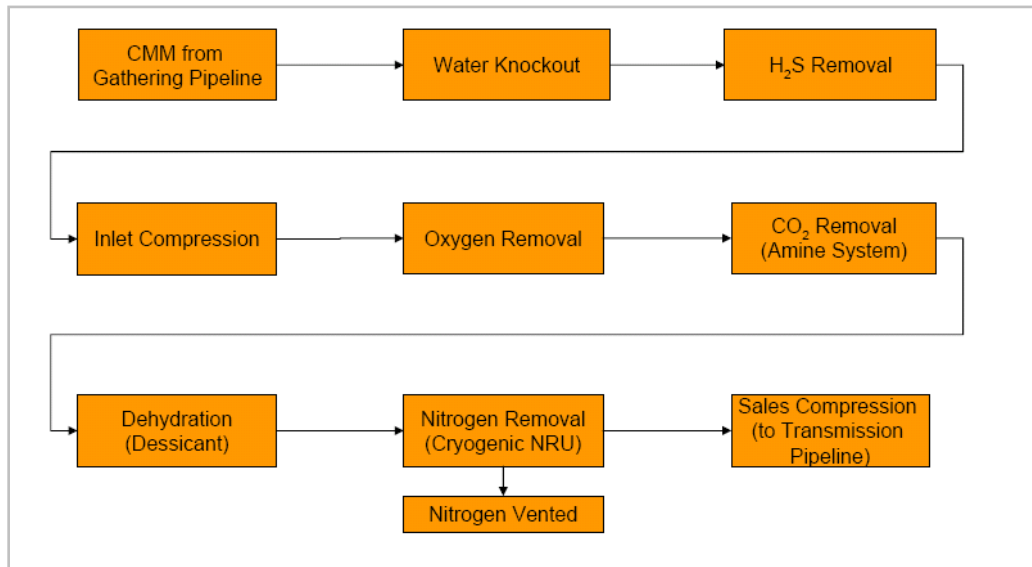 CMM from
Gathering Pipeline
Water Knockout
H₂S Removal
Inlet Compression
Oxygen Removal
CO₂ Removal
(Amine System)
Dehydration
(Dessicant)
Nitrogen Removal
(Cryogenic NRU)
Sales Compression
(to Transmission
Pipeline)
Nitrogen Vented